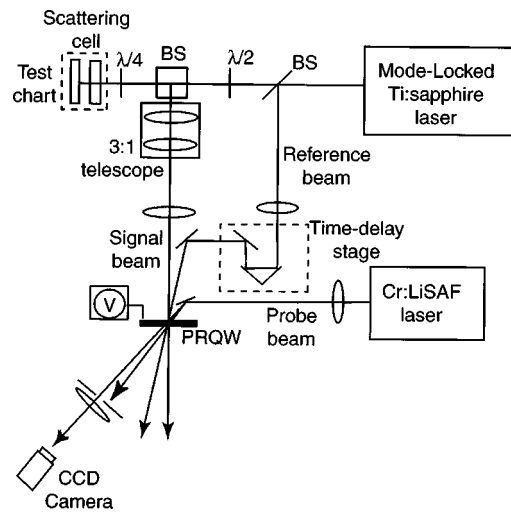 Scattering
cell
λ/4
BS
λ/2
BS
Test
chart
Mode-Locked
Ti:sapphire
laser
3:1
telescope
Reference
beam
Signal
beam
Time-delay
stage
V
PRQW
Probe
beam
Cr:LiSAF
laser
CCD
Camera